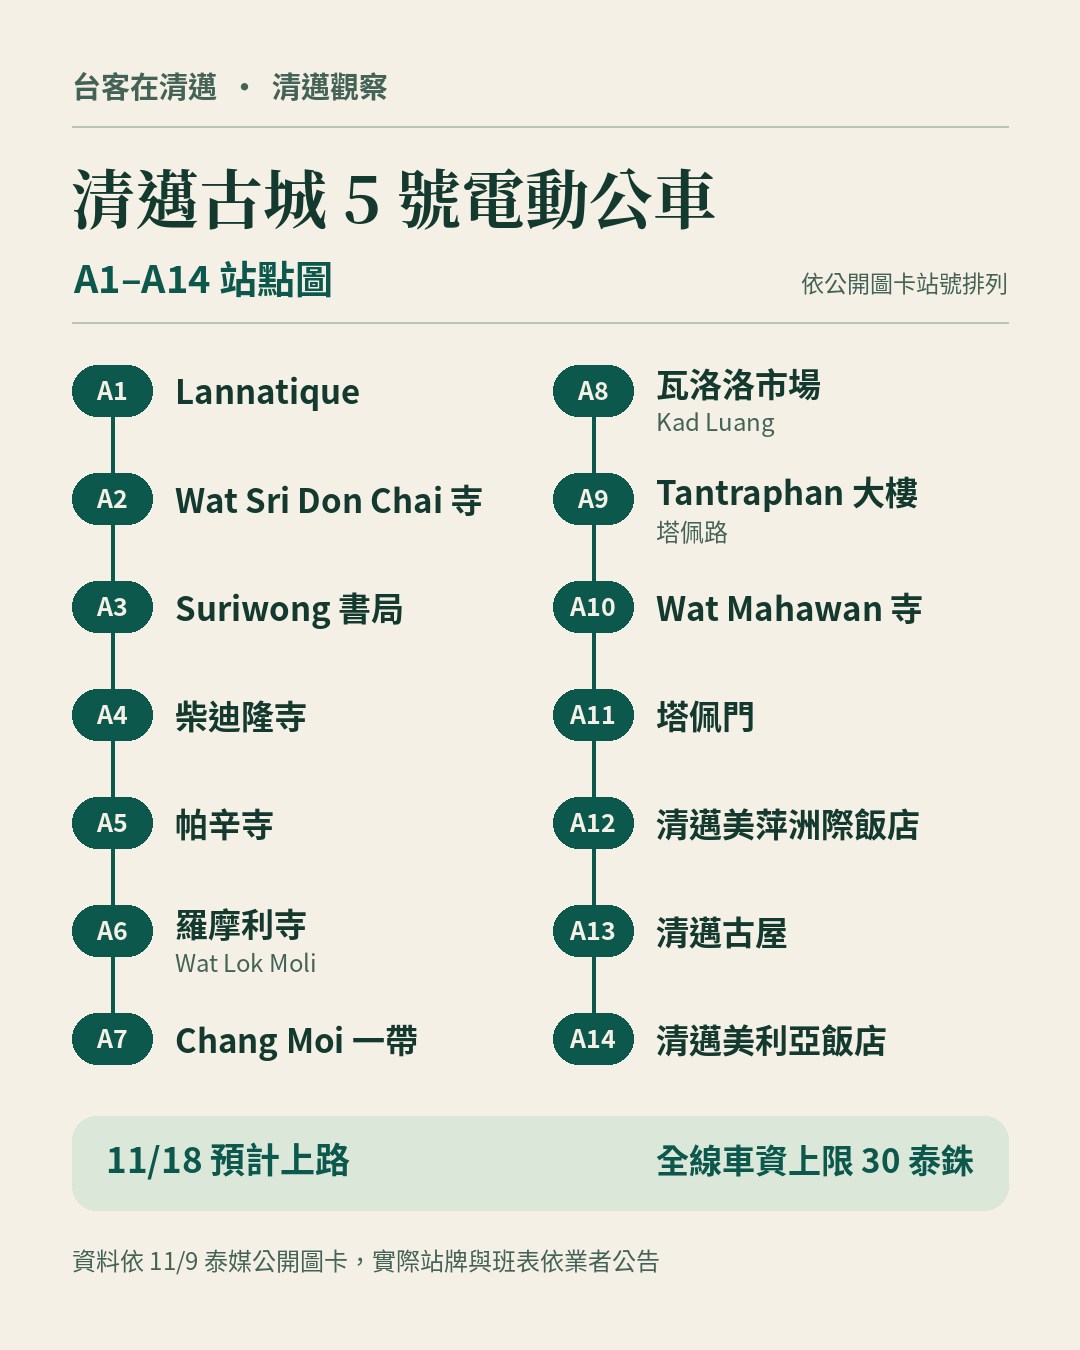 台客在清邁 • 清邁觀察
清邁古城 5 號電動公車
A1–A14 站點圖
依公開圖卡站號排列
A1 Lannatique
A2 Wat Sri Don Chai 寺
A3 Suriwong 書局
A4 柴迪隆寺
A5 帕辛寺
A6 羅摩利寺
Wat Lok Moli
A7 Chang Moi 一帶
A8 瓦洛洛市場
Kad Luang
A9 Tantraphan 大樓
塔佩路
A10 Wat Mahawan 寺
A11 塔佩門
A12 清邁美萍洲際飯店
A13 清邁古屋
A14 清邁美利亞飯店
11/18 預計上路
全線車資上限 30 泰銖
資料依 11/9 泰媒公開圖卡，實際站牌與班表依業者公告